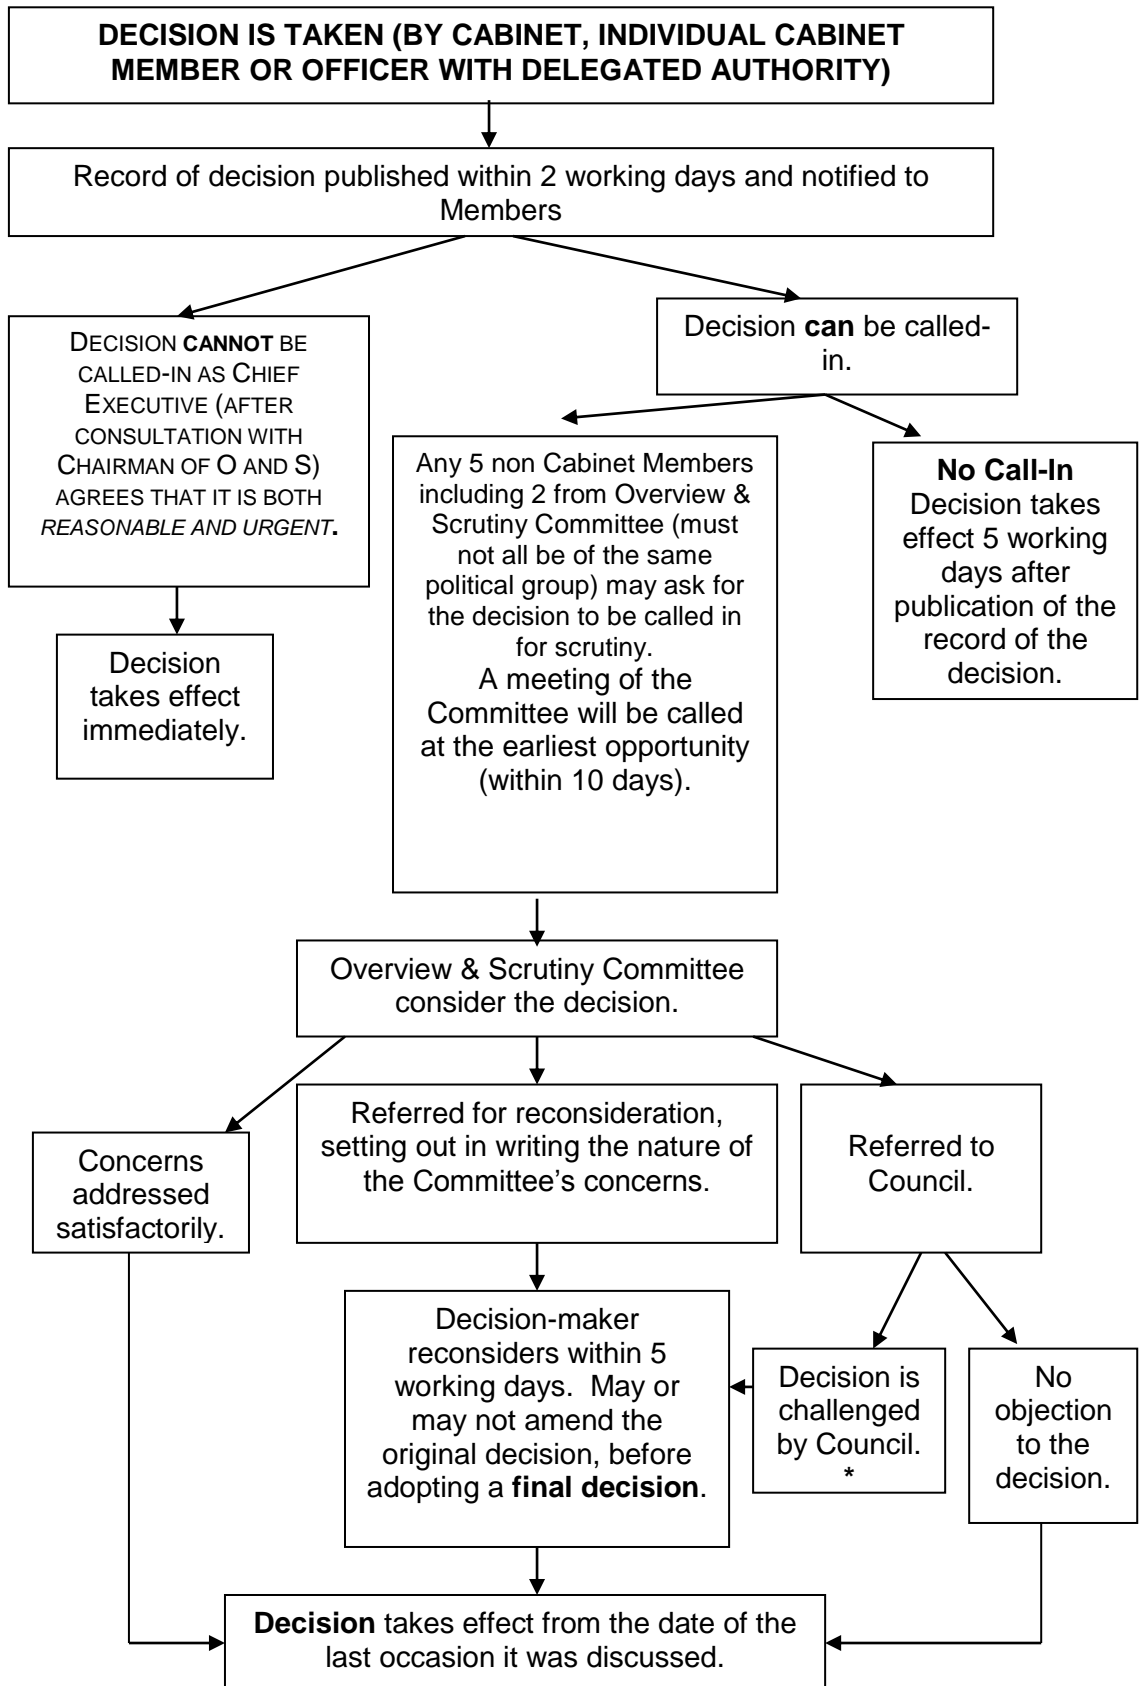 DECISION IS TAKEN (BY CABINET, INDIVIDUAL CABINET
MEMBER OR OFFICER WITH DELEGATED AUTHORITY)
Record of decision published within 2 working days and notified to
Members
DECISION CANNOT BE
CALLED-IN AS CHIEF
EXECUTIVE (AFTER
CONSULTATION WITH
CHAIRMAN OF O AND S)
AGREES THAT IT IS BOTH
REASONABLE AND URGENT.
Decision can be called-
in.
Decision
takes effect
immediately.
Any 5 non Cabinet Members
including 2 from Overview &
Scrutiny Committee (must
not all be of the same
political group) may ask for
the decision to be called in
for scrutiny.
A meeting of the
Committee will be called
at the earliest opportunity
(within 10 days).
No Call-In
Decision takes
effect 5 working
days after
publication of the
record of the
decision.
Overview & Scrutiny Committee
consider the decision.
Concerns
addressed
satisfactorily.
Referred for reconsideration,
setting out in writing the nature of
the Committee’s concerns.
Referred to
Council.
Decision-maker
reconsiders within 5
working days.  May or
may not amend the
original decision, before
adopting a final decision.
Decision is
challenged
by Council.
*
No
objection
to the
decision.
Decision takes effect from the date of the
last occasion it was discussed.